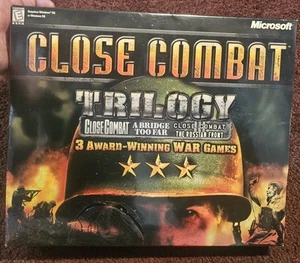 Microsoft
CLOSE COMBAT
TRILOGY
CLOSE COMBAT
A BRIDGE
TOO FAR
CLOSE COMBAT
THE RUSSIAN FRONT
3 AWARD-WINNING WAR GAMES